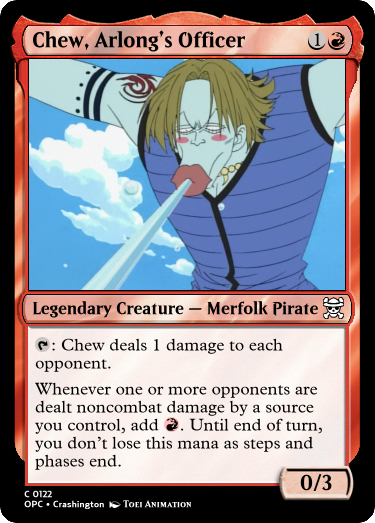 Chew, Arlong's Officer 1
Legendary Creature — Merfolk Pirate
: Chew deals 1 damage to each
opponent.
Whenever one or more opponents are
dealt noncombat damage by a source
you control, add . Until end of turn,
you don't lose this mana as steps and
phases end.
0/3
C 0122
OPC • Crashington Toei Animation